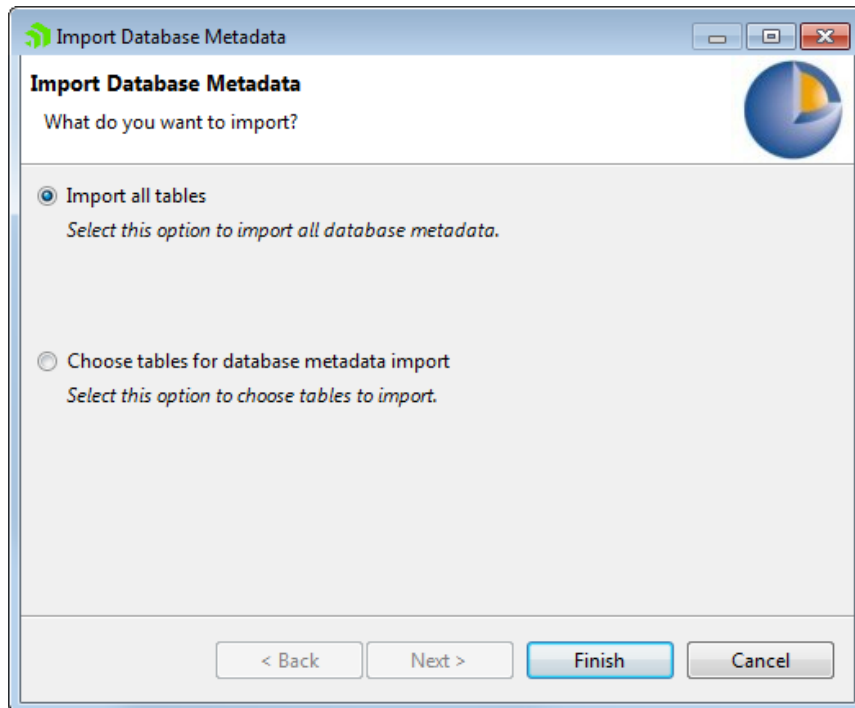 Import Database Metadata
Import Database Metadata
What do you want to import?
Import all tables
Select this option to import all database metadata.
Choose tables for database metadata import
Select this option to choose tables to import.
< Back Next > Finish Cancel